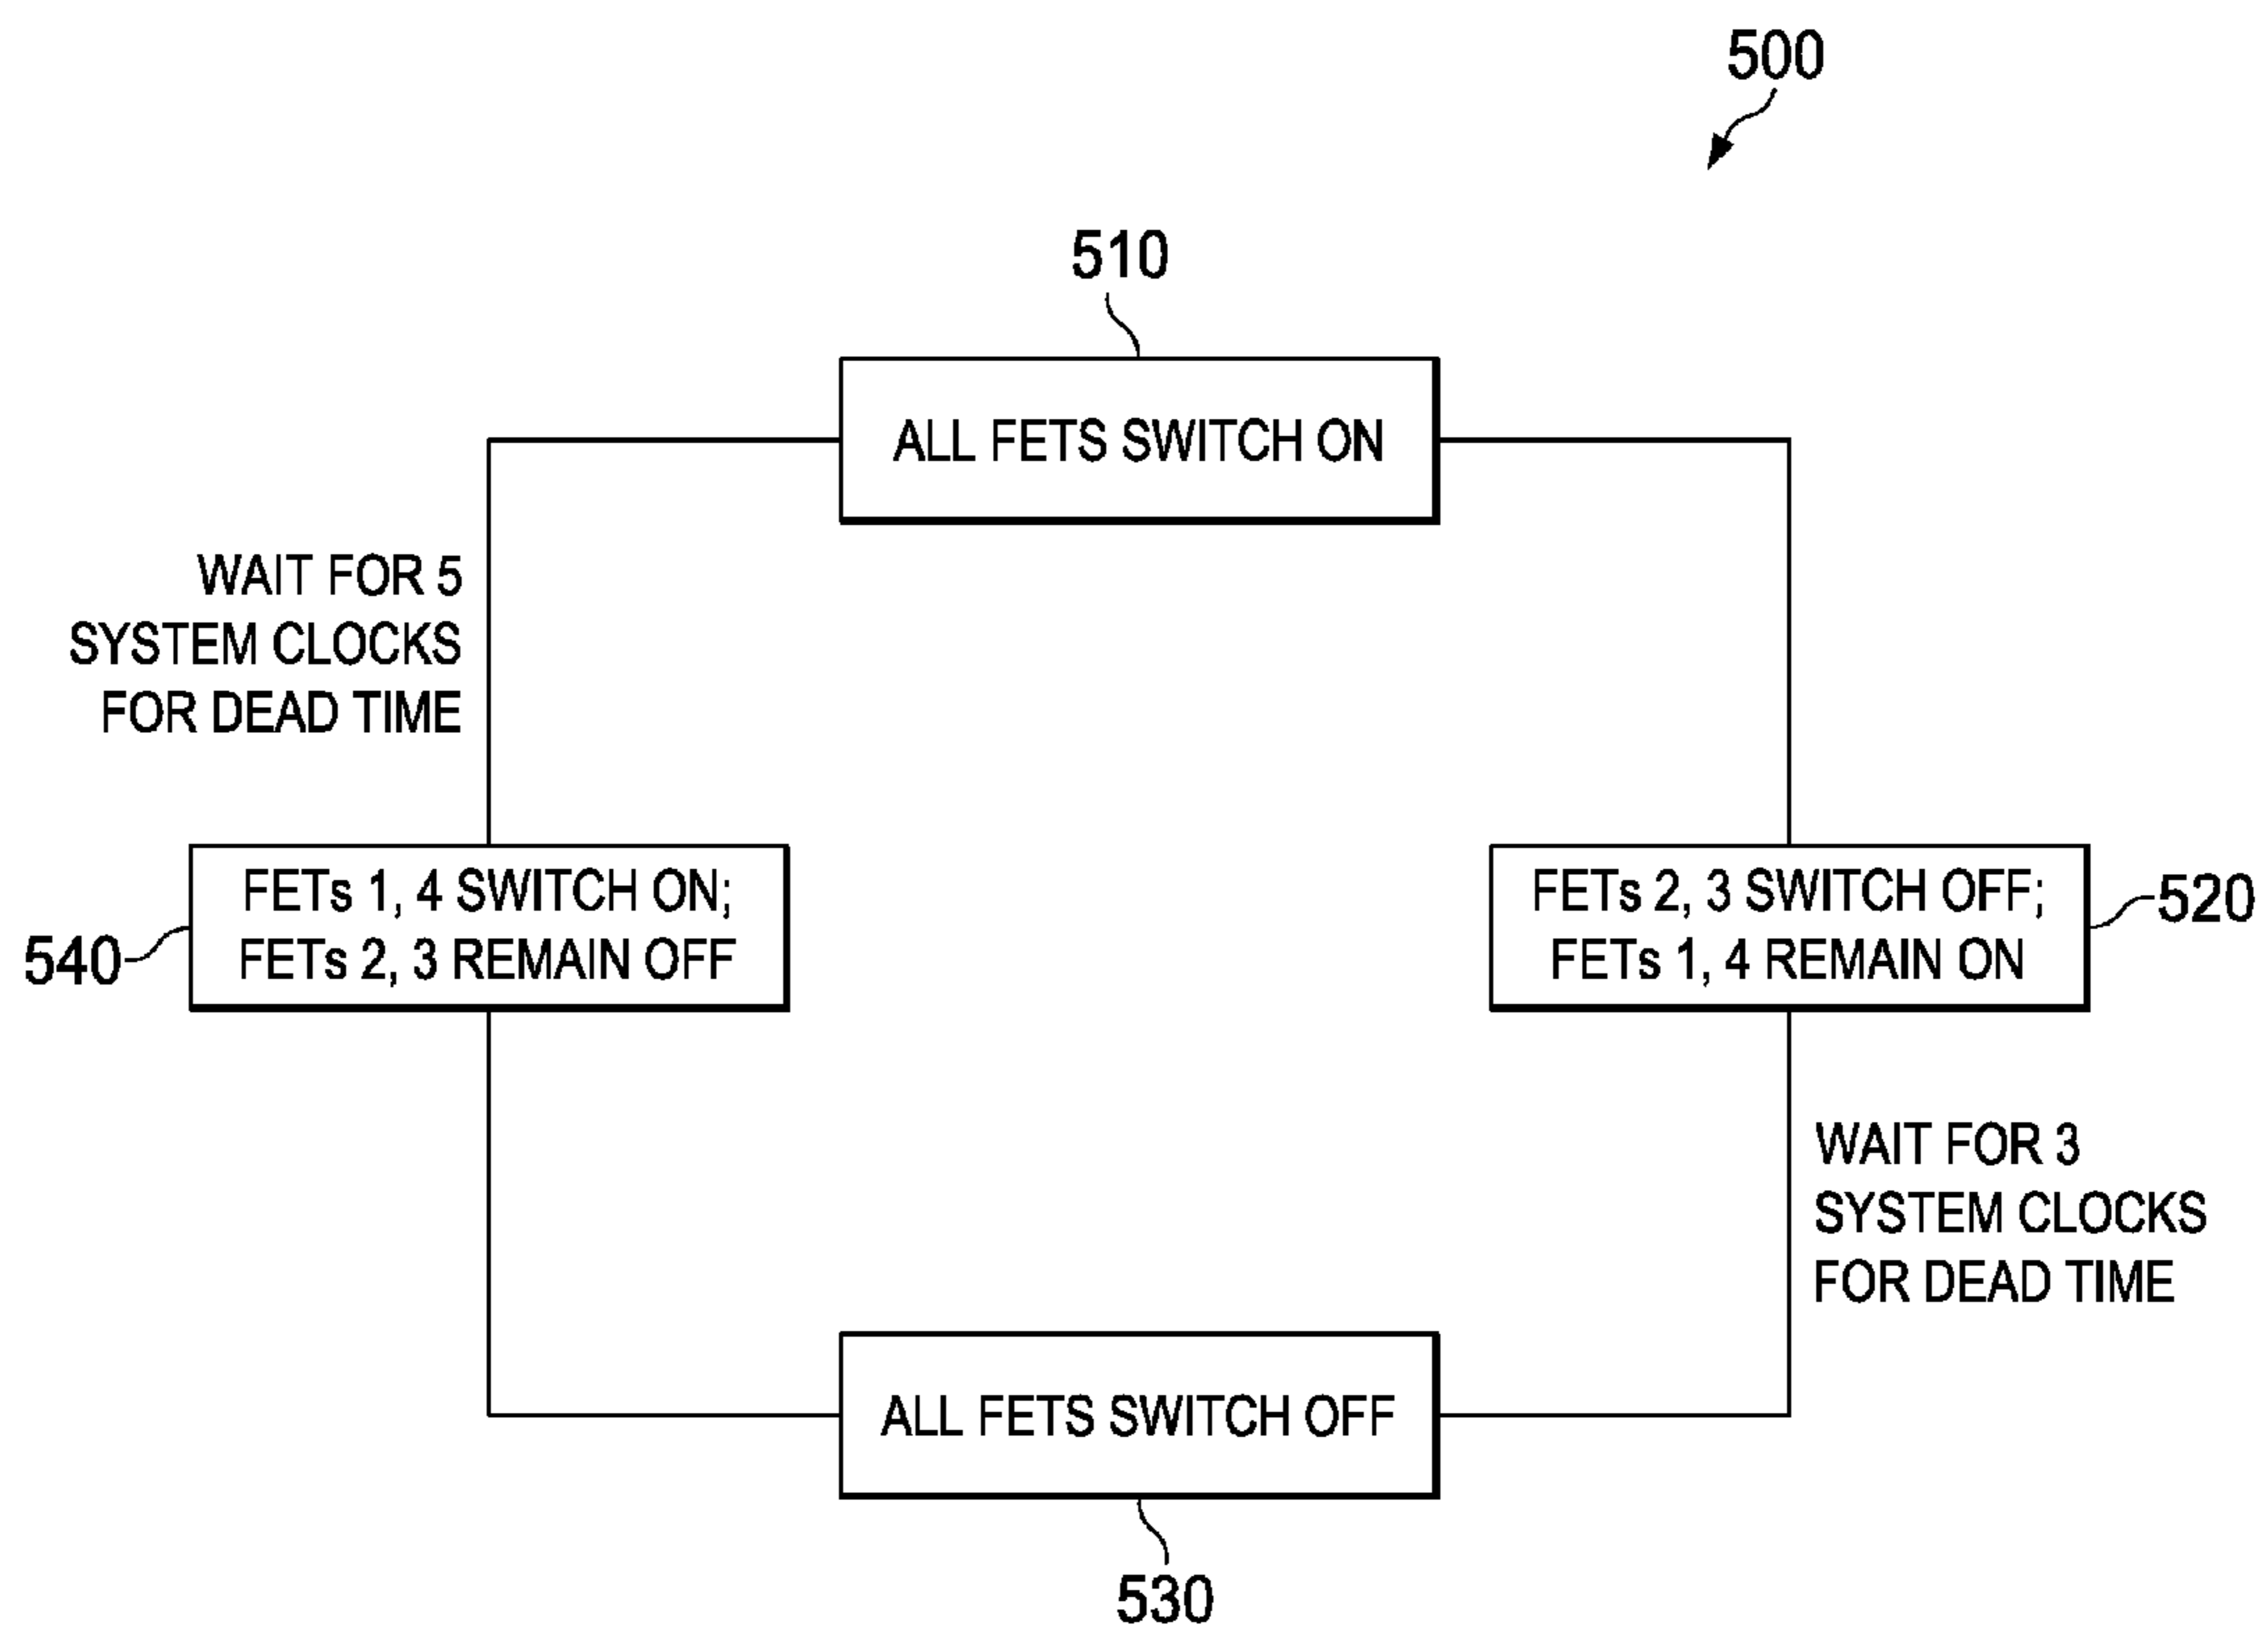 500
510
ALL FETS SWITCH ON
WAIT FOR 5
SYSTEM CLOCKS
FOR DEAD TIME
FETs 1, 4 SWITCH ON;
FETs 2, 3 REMAIN OFF
540
FETs 2, 3 SWITCH OFF;
FETs 1, 4 REMAIN ON
520
WAIT FOR 3
SYSTEM CLOCKS
FOR DEAD TIME
ALL FETS SWITCH OFF
530